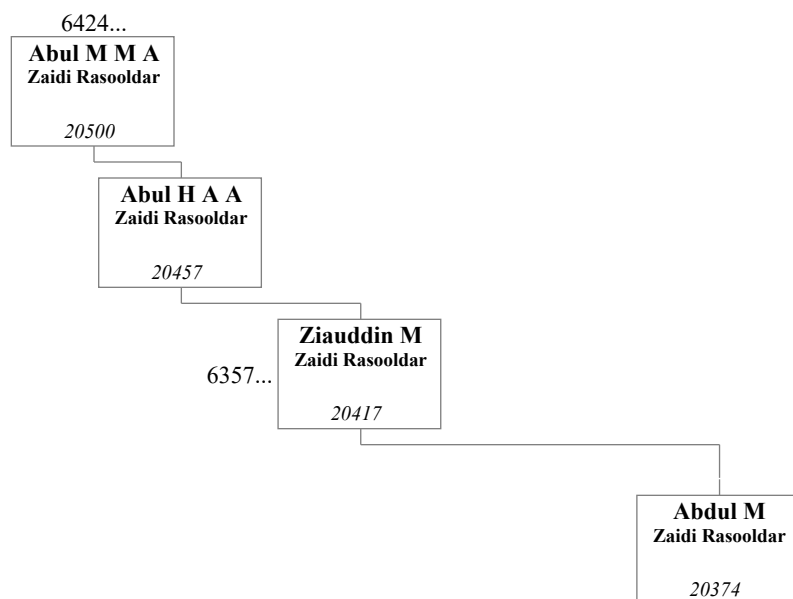 6424...
Abul M M A
Zaidi Rasooldar
20500
Abul H A A
Zaidi Rasooldar
20457
Ziauddin M
Zaidi Rasooldar
6357...
20417
Abdul M
Zaidi Rasooldar
20374